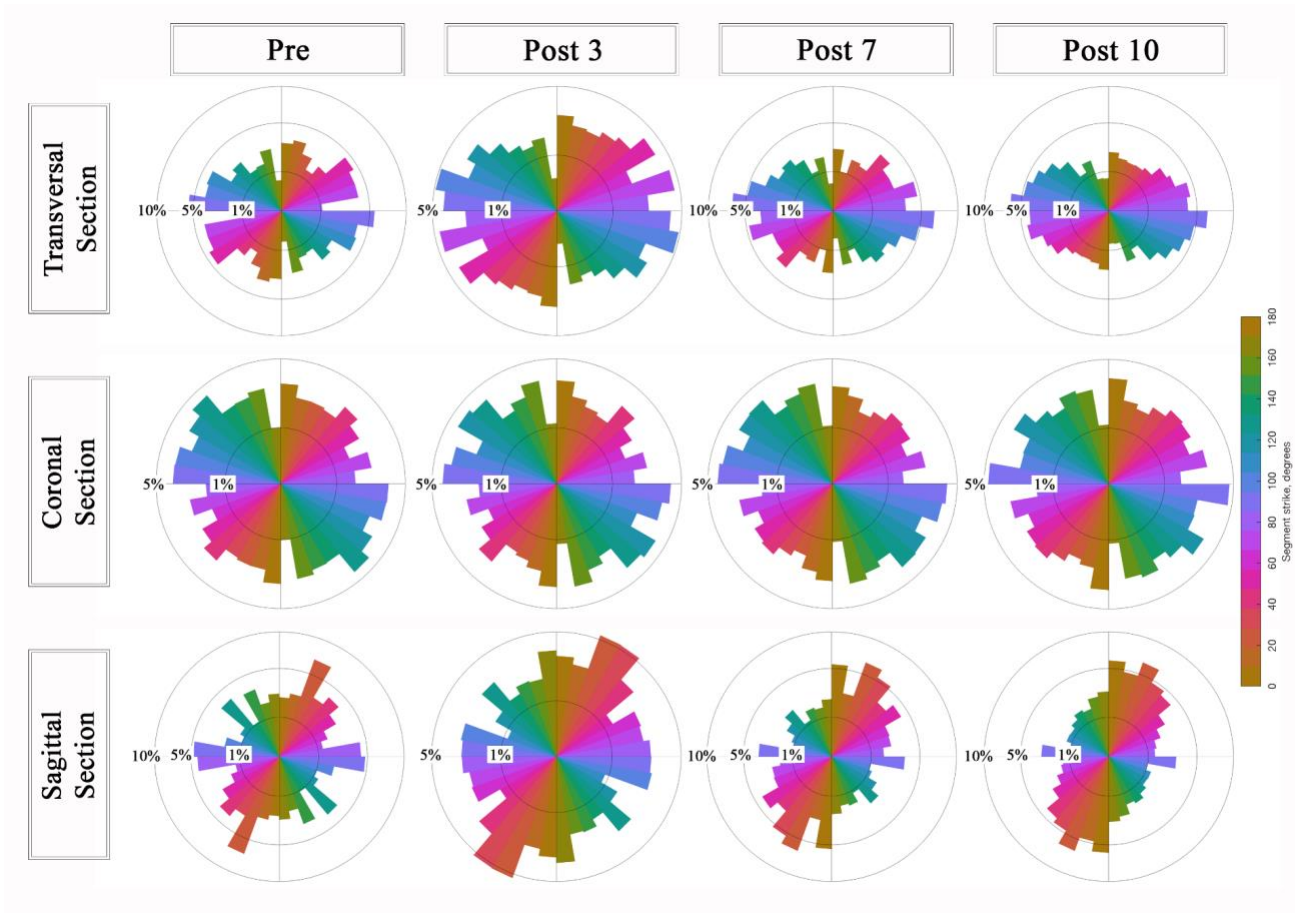 Pre
Post 3
Post 7
Post 10
Transversal
Section
10% 5% 1%
5% 1%
10% 5% 1%
10% 5% 1%
Coronal
Section
5% 1%
5% 1%
5% 1%
5% 1%
Sagittal
Section
10% 5% 1%
5% 1%
10% 5% 1%
10% 5% 1%
180
160
140
120
100
80
60
40
20
0
Segment strike, degrees